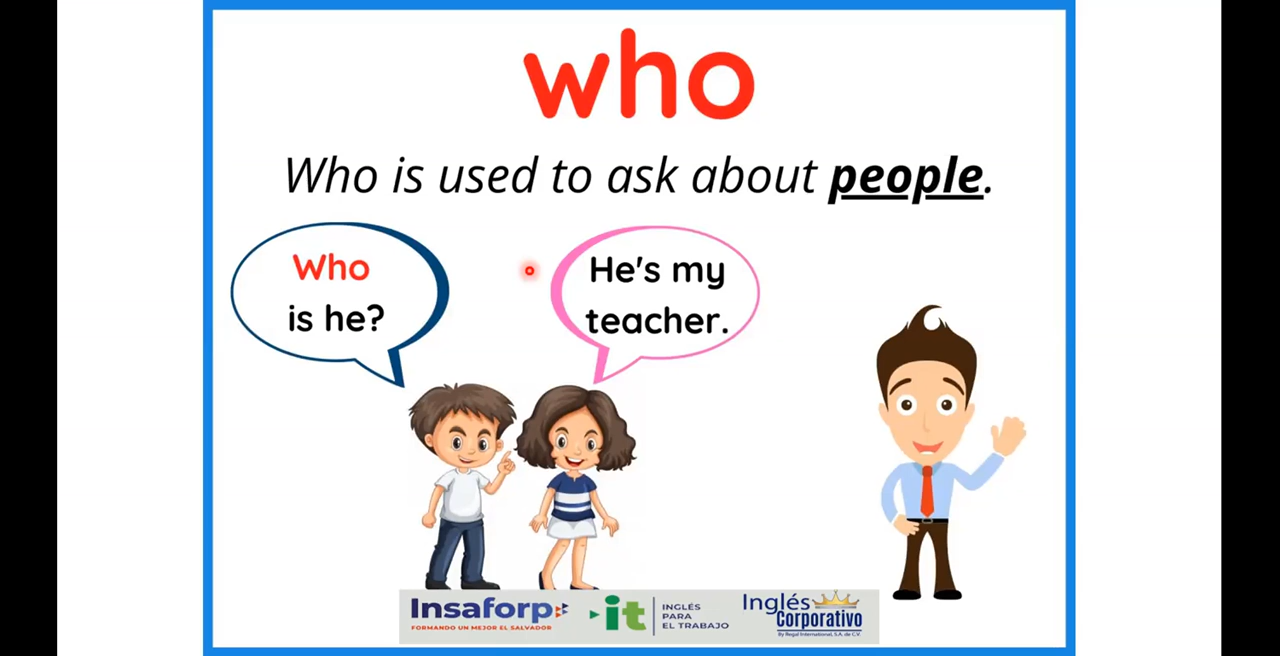 who
Who is used to ask about people.
Who
is he?
He's my
teacher.
Insaforp
FORMANDO UN MEJOR EL SALVADOR
it
INGLÉS
PARA
EL TRABAJO
Inglés
Corporativo
By Regal International, S.A. de C.V.